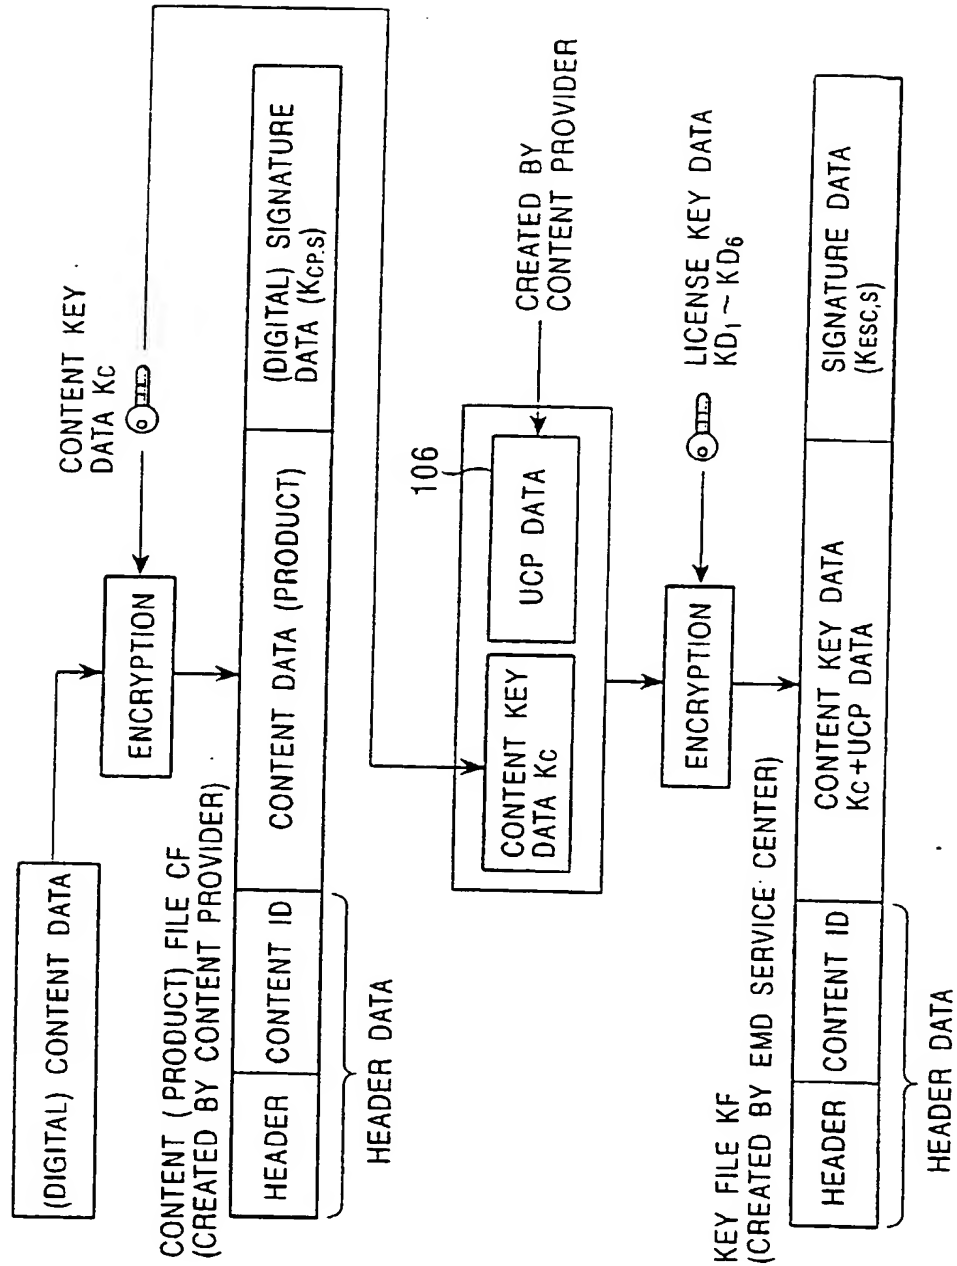 (DIGITAL) CONTENT DATA
CONTENT KEY
DATA Kc
ENCRYPTION
CONTENT (PRODUCT) FILE CF
(CREATED BY CONTENT PROVIDER)
HEADER
CONTENT ID
CONTENT DATA (PRODUCT)
(DIGITAL) SIGNATURE
DATA (KCP,S)
HEADER DATA
106
CONTENT KEY
DATA Kc
UCP DATA
CREATED BY
CONTENT PROVIDER
ENCRYPTION
LICENSE KEY DATA
KD1~KD6
KEY FILE KF
(CREATED BY EMD SERVICE CENTER)
HEADER
CONTENT ID
CONTENT KEY DATA
Kc+UCP DATA
SIGNATURE DATA
(KESC,S)
HEADER DATA